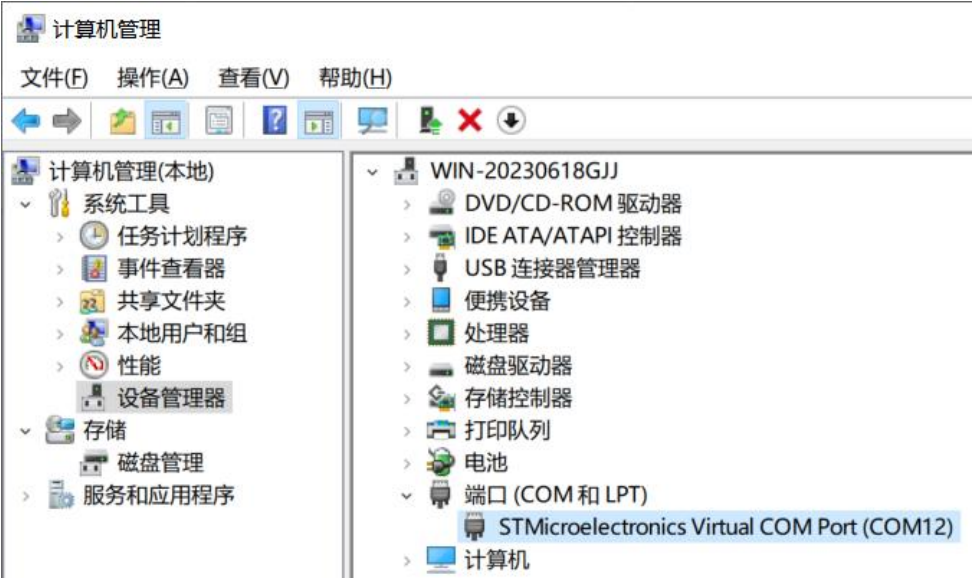 计算机管理
文件(F) 操作(A) 查看(V) 帮助(H)
计算机管理(本地)
系统工具
任务计划程序
事件查看器
共享文件夹
本地用户和组
性能
设备管理器
存储
磁盘管理
服务和应用程序
WIN-20230618GJJ
DVD/CD-ROM 驱动器
IDE ATA/ATAPI 控制器
USB 连接器管理器
便携设备
处理器
磁盘驱动器
存储控制器
打印队列
电池
端口 (COM 和 LPT)
STMicroelectronics Virtual COM Port (COM12)
计算机